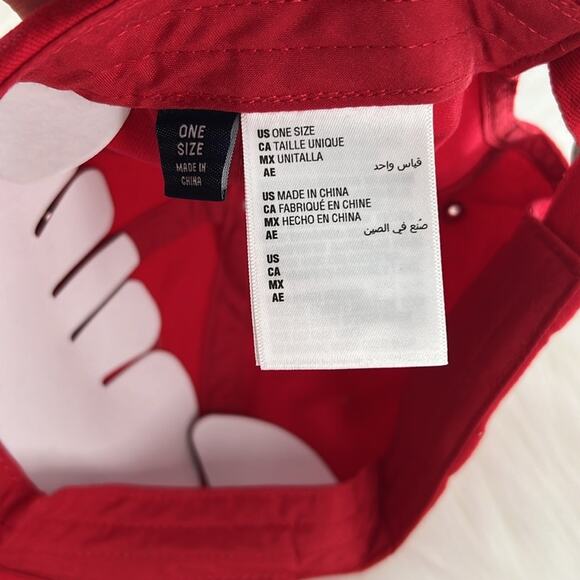 ONE
SIZE
MADE IN
CHINA
US ONE SIZE
CA TAILLE UNIQUE
MX UNITALLA
AE قياس واحد
US MADE IN CHINA
CA FABRIQUÉ EN CHINE
MX HECHO EN CHINA
AE صنع في الصين
US
CA
MX
AE